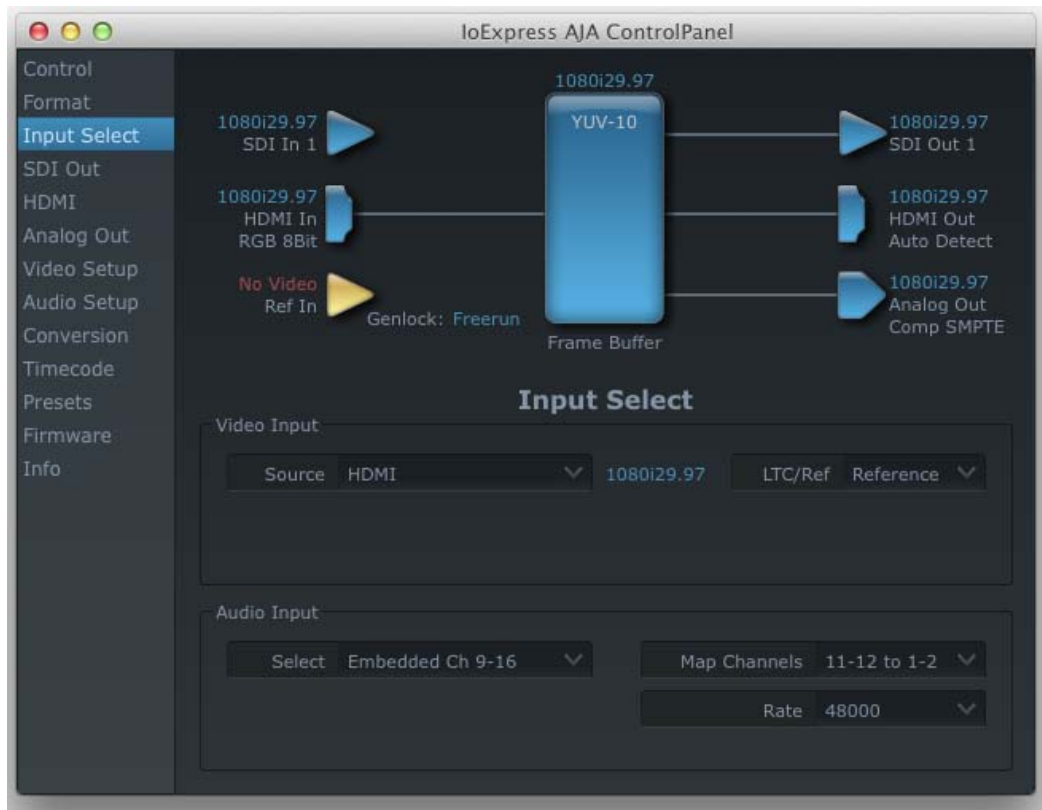 IoExpress AJA ControlPanel
Control
Format
Input Select
SDI Out
HDMI
Analog Out
Video Setup
Audio Setup
Conversion
Timecode
Presets
Firmware
Info
1080i29.97
YUV-10
1080i29.97
SDI In 1
1080i29.97
SDI Out 1
1080i29.97
HDMI In
RGB 8Bit
1080i29.97
HDMI Out
Auto Detect
No Video
Ref In
Genlock: Freerun
1080i29.97
Analog Out
Comp SMPTE
Frame Buffer
Input Select
Video Input
Source HDMI 1080i29.97 LTC/Ref Reference
Audio Input
Select Embedded Ch 9-16 Map Channels 11-12 to 1-2
Rate 48000